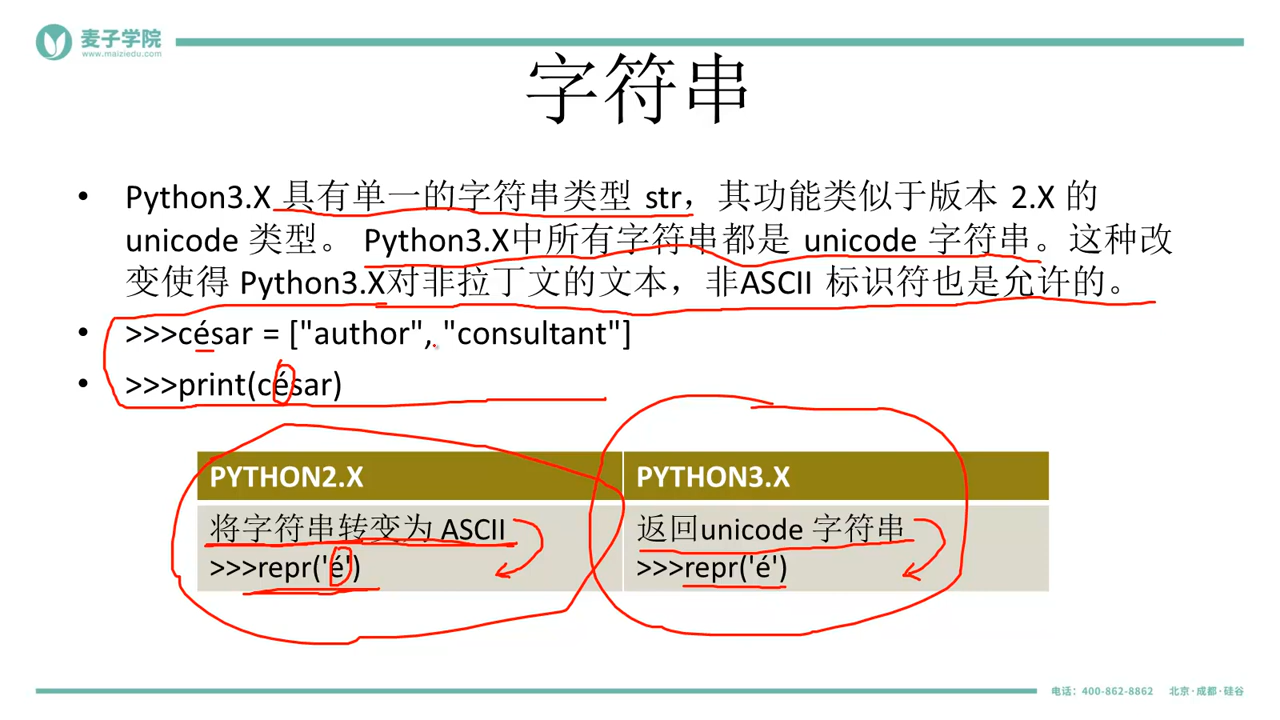 麦子学院
www.maiziedu.com
字符串
• Python3.X 具有单一的字符串类型 str，其功能类似于版本 2.X 的
unicode 类型。 Python3.X中所有字符串都是 unicode 字符串。这种改
变使得 Python3.X对非拉丁文的文本，非ASCII 标识符也是允许的。
• >>>césar = ["author", "consultant"]
• >>>print(césar)
PYTHON2.X PYTHON3.X
将字符串转变为 ASCII 返回unicode 字符串
>>>repr('é') >>>repr('é')
电话：400-862-8862 北京·成都·硅谷